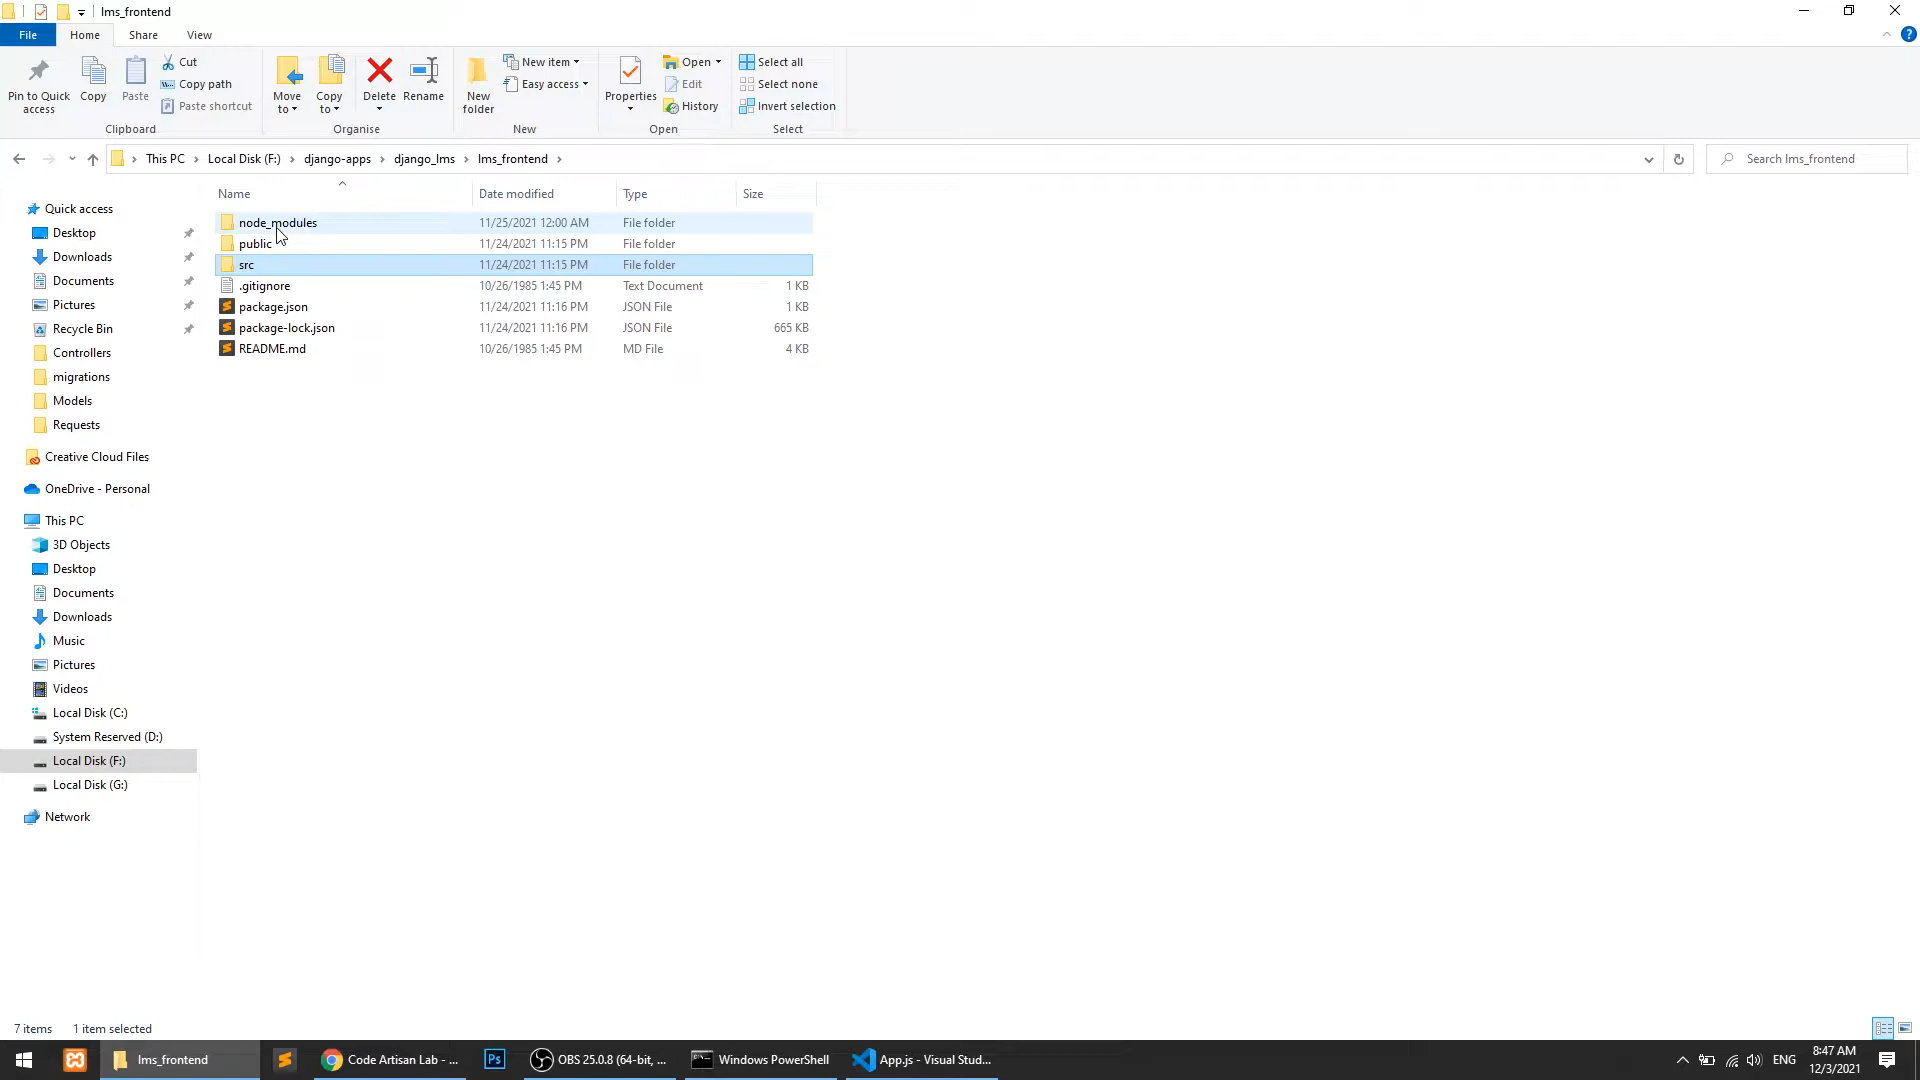 lms_frontend
File Home Share View
Pin to Quick access
Copy
Paste
Cut
Copy path
Paste shortcut
Clipboard
Move to
Copy to
Delete
Rename
Organise
New folder
New item
Easy access
New
Properties
Open
Edit
History
Open
Select all
Select none
Invert selection
Select
This PC Local Disk (F:) django-apps django_lms lms_frontend
Search lms_frontend
Name Date modified Type Size
node_modules 11/25/2021 12:00 AM File folder
public 11/24/2021 11:15 PM File folder
src 11/24/2021 11:15 PM File folder
.gitignore 10/26/1985 1:45 PM Text Document 1 KB
package.json 11/24/2021 11:16 PM JSON File 1 KB
package-lock.json 11/24/2021 11:16 PM JSON File 665 KB
README.md 10/26/1985 1:45 PM MD File 4 KB
Quick access
Desktop
Downloads
Documents
Pictures
Recycle Bin
Controllers
migrations
Models
Requests
Creative Cloud Files
OneDrive - Personal
This PC
3D Objects
Desktop
Documents
Downloads
Music
Pictures
Videos
Local Disk (C:)
System Reserved (D:)
Local Disk (F:)
Local Disk (G:)
Network
7 items 1 item selected
lms_frontend
Code Artisan Lab - ...
Ps
OBS 25.0.8 (64-bit, ...
Windows PowerShell
App.js - Visual Stud...
ENG
8:47 AM
12/3/2021